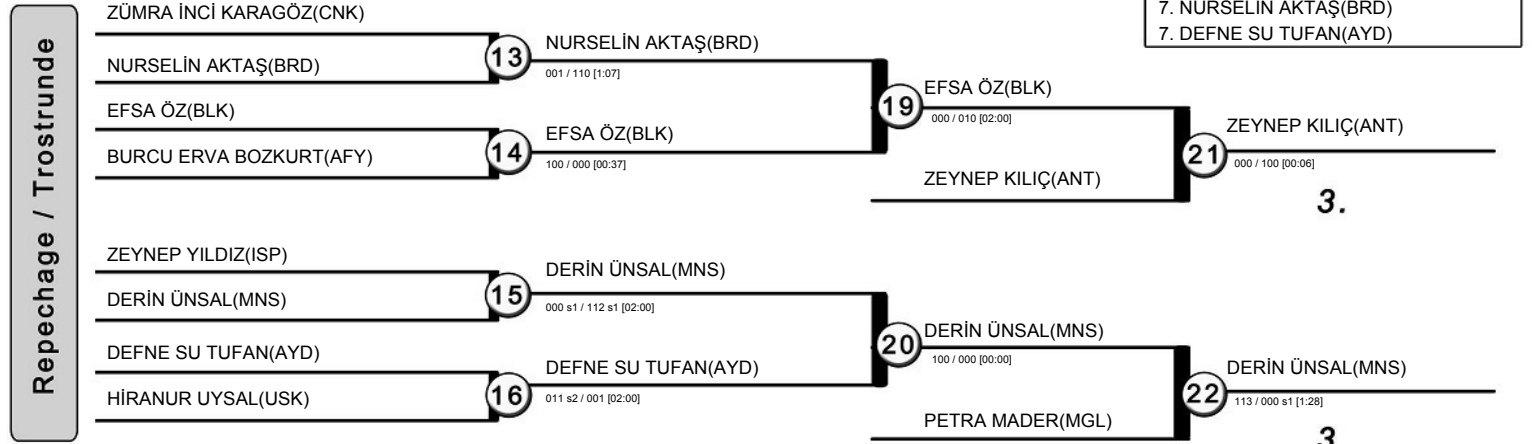 7. NURSELİN AKTAŞ(BRD)
7. DEFNE SU TUFAN(AYD)
Repechage / Trostrunde
ZÜMRA İNCİ KARAGÖZ(CNK)
NURSELİN AKTAŞ(BRD)
EFSA ÖZ(BLK)
BURCU ERVA BOZKURT(AFY)
ZEYNEP YILDIZ(ISP)
DERİN ÜNSAL(MNS)
DEFNE SU TUFAN(AYD)
HİRANUR UYSAL(USK)
13
NURSELİN AKTAŞ(BRD)
001 / 110 [1:07]
14
EFSA ÖZ(BLK)
100 / 000 [00:37]
15
DERİN ÜNSAL(MNS)
000 s1 / 112 s1 [02:00]
16
DEFNE SU TUFAN(AYD)
011 s2 / 001 [02:00]
19
EFSA ÖZ(BLK)
000 / 010 [02:00]
ZEYNEP KILIÇ(ANT)
20
DERİN ÜNSAL(MNS)
100 / 000 [00:00]
PETRA MADER(MGL)
21
ZEYNEP KILIÇ(ANT)
000 / 100 [00:06]
3.
22
DERİN ÜNSAL(MNS)
113 / 000 s1 [1:28]
3